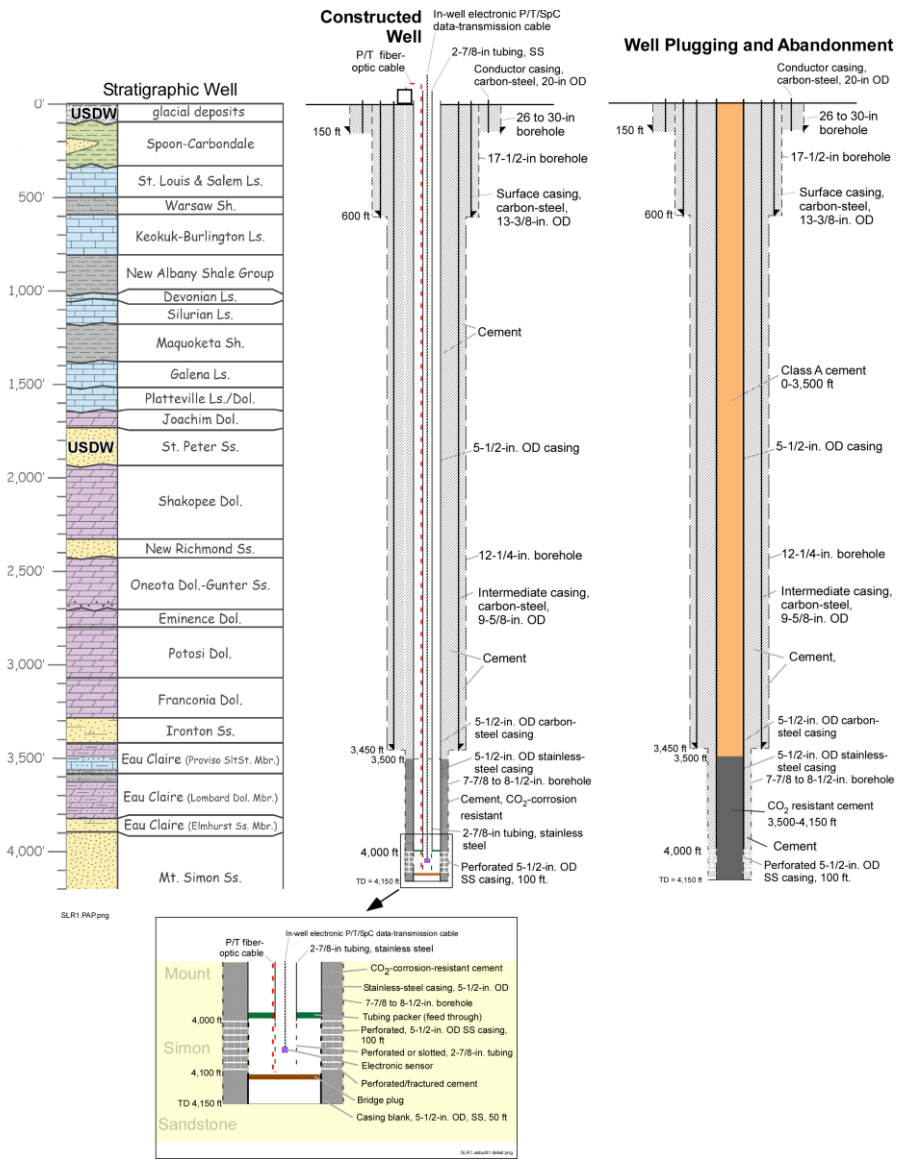 Stratigraphic Well
0'
500'
1,000'
1,500'
2,000'
2,500'
3,000'
3,500'
4,000'
USDW
glacial deposits
Spoon-Carbondale
St. Louis & Salem Ls.
Warsaw Sh.
Keokuk-Burlington Ls.
New Albany Shale Group
Devonian Ls.
Silurian Ls.
Maquoketa Sh.
Galena Ls.
Platteville Ls./Dol.
Joachim Dol.
USDW
St. Peter Ss.
Shakopee Dol.
New Richmond Ss.
Oneota Dol.-Gunter Ss.
Eminence Dol.
Potosi Dol.
Franconia Dol.
Ironton Ss.
Eau Claire (Proviso SltSt. Mbr.)
Eau Claire (Lombard Dol. Mbr.)
Eau Claire (Elmhurst Ss. Mbr.)
Mt. Simon Ss.
SLR1.PAP.png
Constructed
Well
In-well electronic P/T/SpC
data-transmission cable
P/T fiber-
optic cable
2-7/8-in tubing, SS
Conductor casing,
carbon-steel, 20-in OD
150 ft
26 to 30-in
borehole
17-1/2-in borehole
600 ft
Surface casing,
carbon-steel,
13-3/8-in. OD
Cement
5-1/2-in. OD casing
12-1/4-in. borehole
Intermediate casing,
carbon-steel,
9-5/8-in. OD
Cement
5-1/2-in. OD carbon-
steel casing
3,450 ft
3,500 ft
5-1/2-in. OD stainless-
steel casing
7-7/8 to 8-1/2-in. borehole
Cement, CO2-corrosion
resistant
2-7/8-in tubing, stainless
steel
4,000 ft
Perforated 5-1/2-in. OD
SS casing, 100 ft.
TD = 4,150 ft
Well Plugging and Abandonment
Conductor casing,
carbon-steel, 20-in OD
150 ft
26 to 30-in
borehole
17-1/2-in borehole
600 ft
Surface casing,
carbon-steel,
13-3/8-in. OD
Class A cement
0-3,500 ft
5-1/2-in. OD casing
12-1/4-in. borehole
Intermediate casing,
carbon-steel,
9-5/8-in. OD
Cement,
5-1/2-in. OD carbon-
steel casing
3,450 ft
3,500 ft
5-1/2-in. OD stainless-
steel casing
7-7/8 to 8-1/2-in. borehole
CO2 resistant cement
3,500-4,150 ft
Cement
4,000 ft
Perforated 5-1/2-in. OD
SS casing, 100 ft.
TD = 4,150 ft
In-well electronic P/T/SpC data-transmission cable
P/T fiber-
optic cable
2-7/8-in tubing, stainless steel
Mount
Simon
Sandstone
CO2-corrosion-resistant cement
Stainless-steel casing, 5-1/2-in. OD
7-7/8 to 8-1/2-in. borehole
Tubing packer (feed through)
4,000 ft
Perforated, 5-1/2-in. OD SS casing,
100 ft
Perforated or slotted, 2-7/8-in. tubing
Electronic sensor
4,100 ft
Perforated/fractured cement
Bridge plug
TD 4,150 ft
Casing blank, 5-1/2-in. OD, SS, 50 ft
SLR1.asbuilt1 detail.png